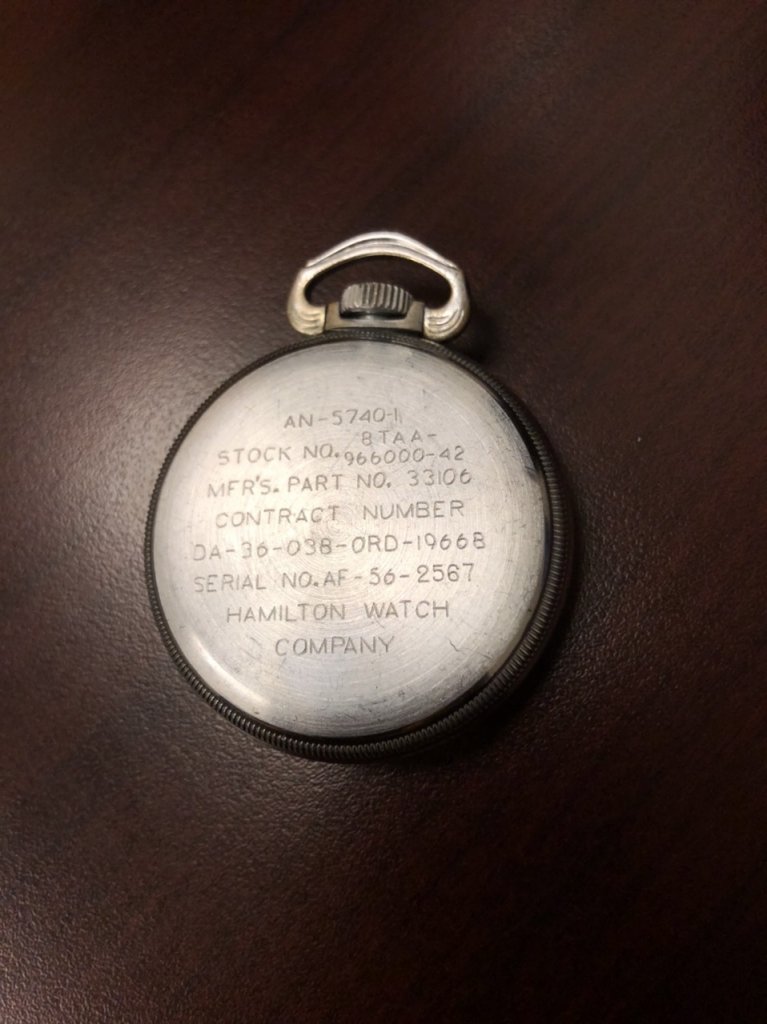 AN-5740-1
8TAA-
STOCK NO. 966000-42
MFR'S. PART NO. 33106
CONTRACT NUMBER
DA-36-038-ORD-19668
SERIAL NO. AF-56-2567
HAMILTON WATCH
COMPANY